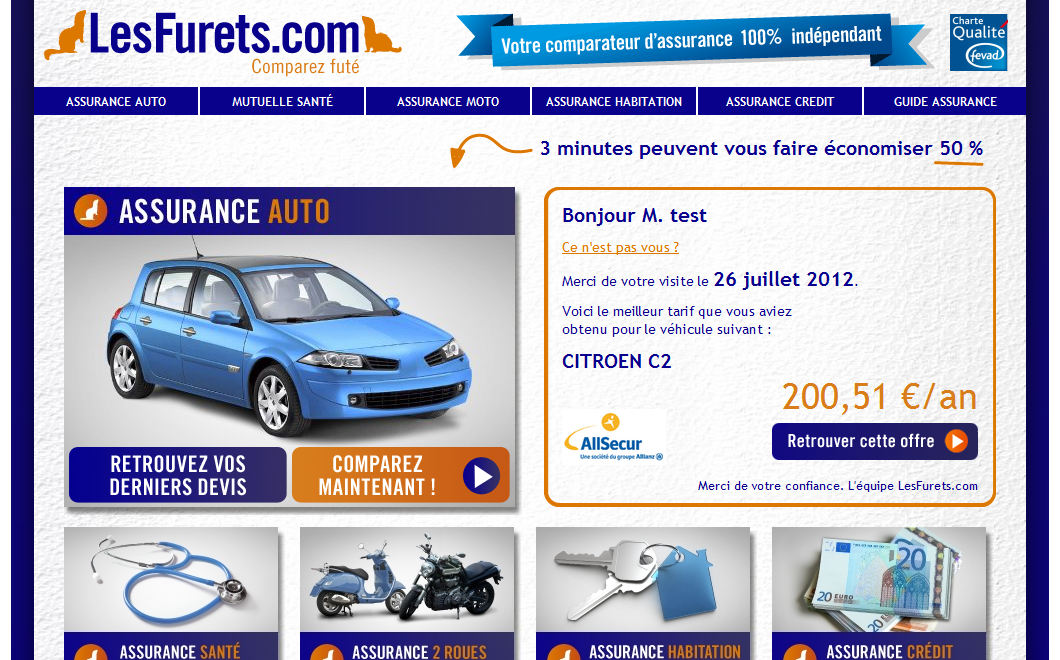 LesFurets.com
Comparez futé
Votre comparateur d'assurance 100% indépendant
Charte
Qualité
fevad
ASSURANCE AUTO
MUTUELLE SANTÉ
ASSURANCE MOTO
ASSURANCE HABITATION
ASSURANCE CREDIT
GUIDE ASSURANCE
3 minutes peuvent vous faire économiser 50 %
ASSURANCE AUTO
RETROUVEZ VOS
DERNIERS DEVIS
COMPAREZ
MAINTENANT !
Bonjour M. test
Ce n'est pas vous ?
Merci de votre visite le 26 juillet 2012.
Voici le meilleur tarif que vous aviez
obtenu pour le véhicule suivant :
CITROEN C2
200,51 €/an
AllSecur
Une société du groupe Allianz
Retrouver cette offre
Merci de votre confiance. L'équipe LesFurets.com
20
20 EURO
20
ASSURANCE SANTÉ
ASSURANCE 2 ROUES
ASSURANCE HABITATION
ASSURANCE CRÉDIT